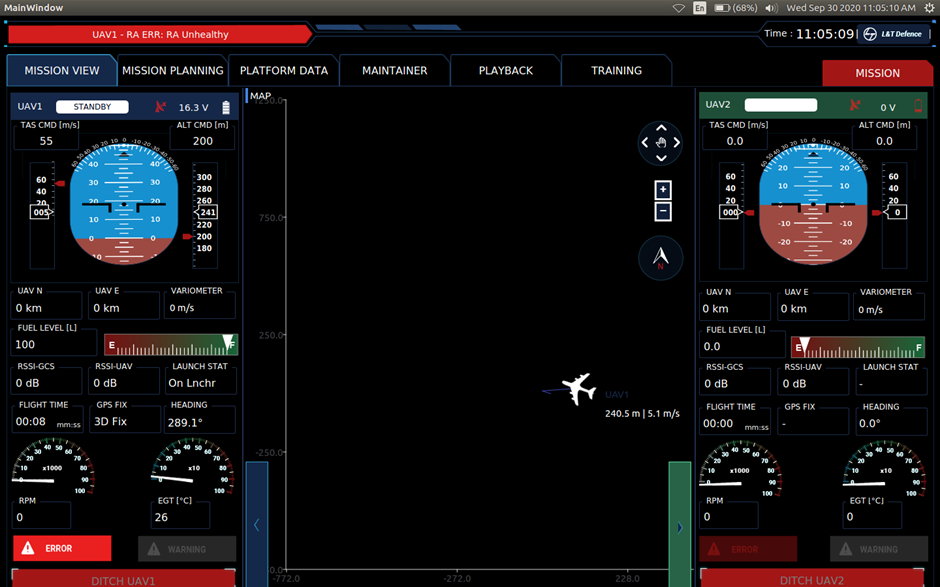 MainWindow
En
(68%)
Wed Sep 30 2020 11:05:10 AM
UAV1 - RA ERR: RA Unhealthy
Time : 11:05:09
L&T Defence
MISSION VIEW
MISSION PLANNING
PLATFORM DATA
MAINTAINER
PLAYBACK
TRAINING
MISSION
UAV1
STANDBY
16.3 V
TAS CMD [m/s]
ALT CMD [m]
55
200
60
40
20
005
40 40
30 30
20 20
10 10
0 0
10
300
280
260
241
220
200
180
UAV N
UAV E
VARIOMETER
0 km
0 km
0 m/s
FUEL LEVEL [L]
100
E
F
RSSI-GCS
RSSI-UAV
LAUNCH STAT
0 dB
0 dB
On Lnchr
FLIGHT TIME
GPS FIX
HEADING
00:08 mm:ss
3D Fix
289.1°
0 10 20 30 40 50 60 70 80 90 100
x1000
0 10 20 30 40 50 60 70 80 90 100
x10
RPM
EGT [°C]
0
26
ERROR
WARNING
DITCH UAV1
MAP
1250.0
750.0
250.0
-250.0
-772.0
-272.0
228.0
+
−
N
UAV1
240.5 m | 5.1 m/s
UAV2
0 V
TAS CMD [m/s]
ALT CMD [m]
0.0
0.0
60
40
20
000
20 20
10 10
0 0
-10 -10
-20 -20
60
40
20
0
UAV N
UAV E
VARIOMETER
0 km
0 km
0 m/s
FUEL LEVEL [L]
0.0
E
F
RSSI-GCS
RSSI-UAV
LAUNCH STAT
0 dB
0 dB
-
FLIGHT TIME
GPS FIX
HEADING
00:00 mm:ss
-
0.0°
0 10 20 30 40 50 60 70 80 90 100
x1000
0 10 20 30 40 50 60 70 80 90 100
x10
RPM
EGT [°C]
0
0
ERROR
WARNING
DITCH UAV2